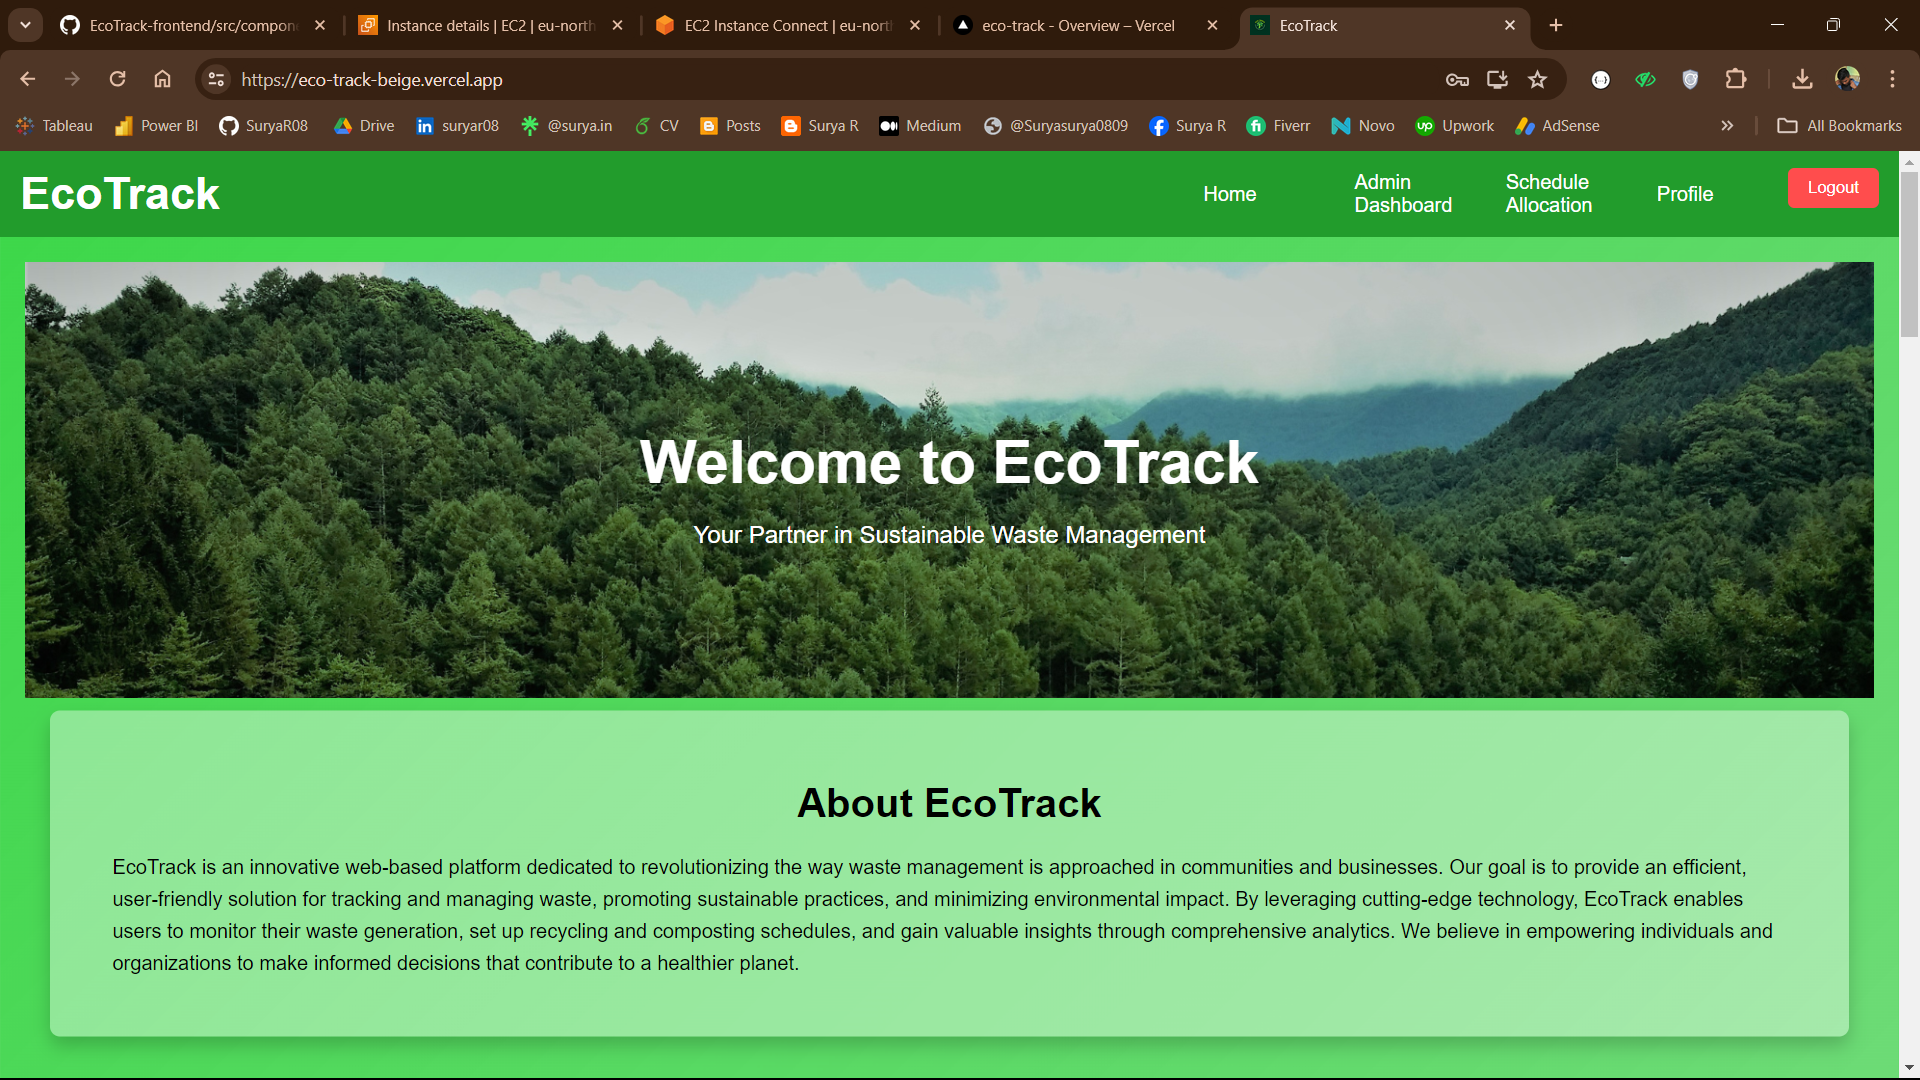 EcoTrack-frontend/src/compon
Instance details | EC2 | eu-north
EC2 Instance Connect | eu-nort
eco-track - Overview – Vercel
EcoTrack
https://eco-track-beige.vercel.app
Tableau
Power BI
SuryaR08
Drive
suryar08
@surya.in
CV
Posts
Surya R
Medium
@Suryasurya0809
Surya R
Fiverr
Novo
Upwork
AdSense
All Bookmarks
EcoTrack
Home
Admin
Dashboard
Schedule
Allocation
Profile
Logout
Welcome to EcoTrack
Your Partner in Sustainable Waste Management
About EcoTrack
EcoTrack is an innovative web-based platform dedicated to revolutionizing the way waste management is approached in communities and businesses. Our goal is to provide an efficient,
user-friendly solution for tracking and managing waste, promoting sustainable practices, and minimizing environmental impact. By leveraging cutting-edge technology, EcoTrack enables
users to monitor their waste generation, set up recycling and composting schedules, and gain valuable insights through comprehensive analytics. We believe in empowering individuals and
organizations to make informed decisions that contribute to a healthier planet.